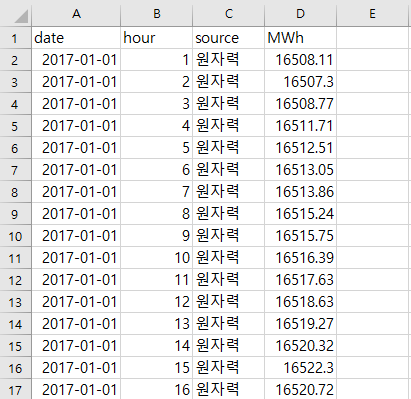 A B C D E
1 date hour source MWh
2 2017-01-01 1 원자력 16508.11
3 2017-01-01 2 원자력 16507.3
4 2017-01-01 3 원자력 16508.77
5 2017-01-01 4 원자력 16511.71
6 2017-01-01 5 원자력 16512.51
7 2017-01-01 6 원자력 16513.05
8 2017-01-01 7 원자력 16513.86
9 2017-01-01 8 원자력 16515.24
10 2017-01-01 9 원자력 16515.75
11 2017-01-01 10 원자력 16516.39
12 2017-01-01 11 원자력 16517.63
13 2017-01-01 12 원자력 16518.63
14 2017-01-01 13 원자력 16519.27
15 2017-01-01 14 원자력 16520.32
16 2017-01-01 15 원자력 16522.3
17 2017-01-01 16 원자력 16520.72